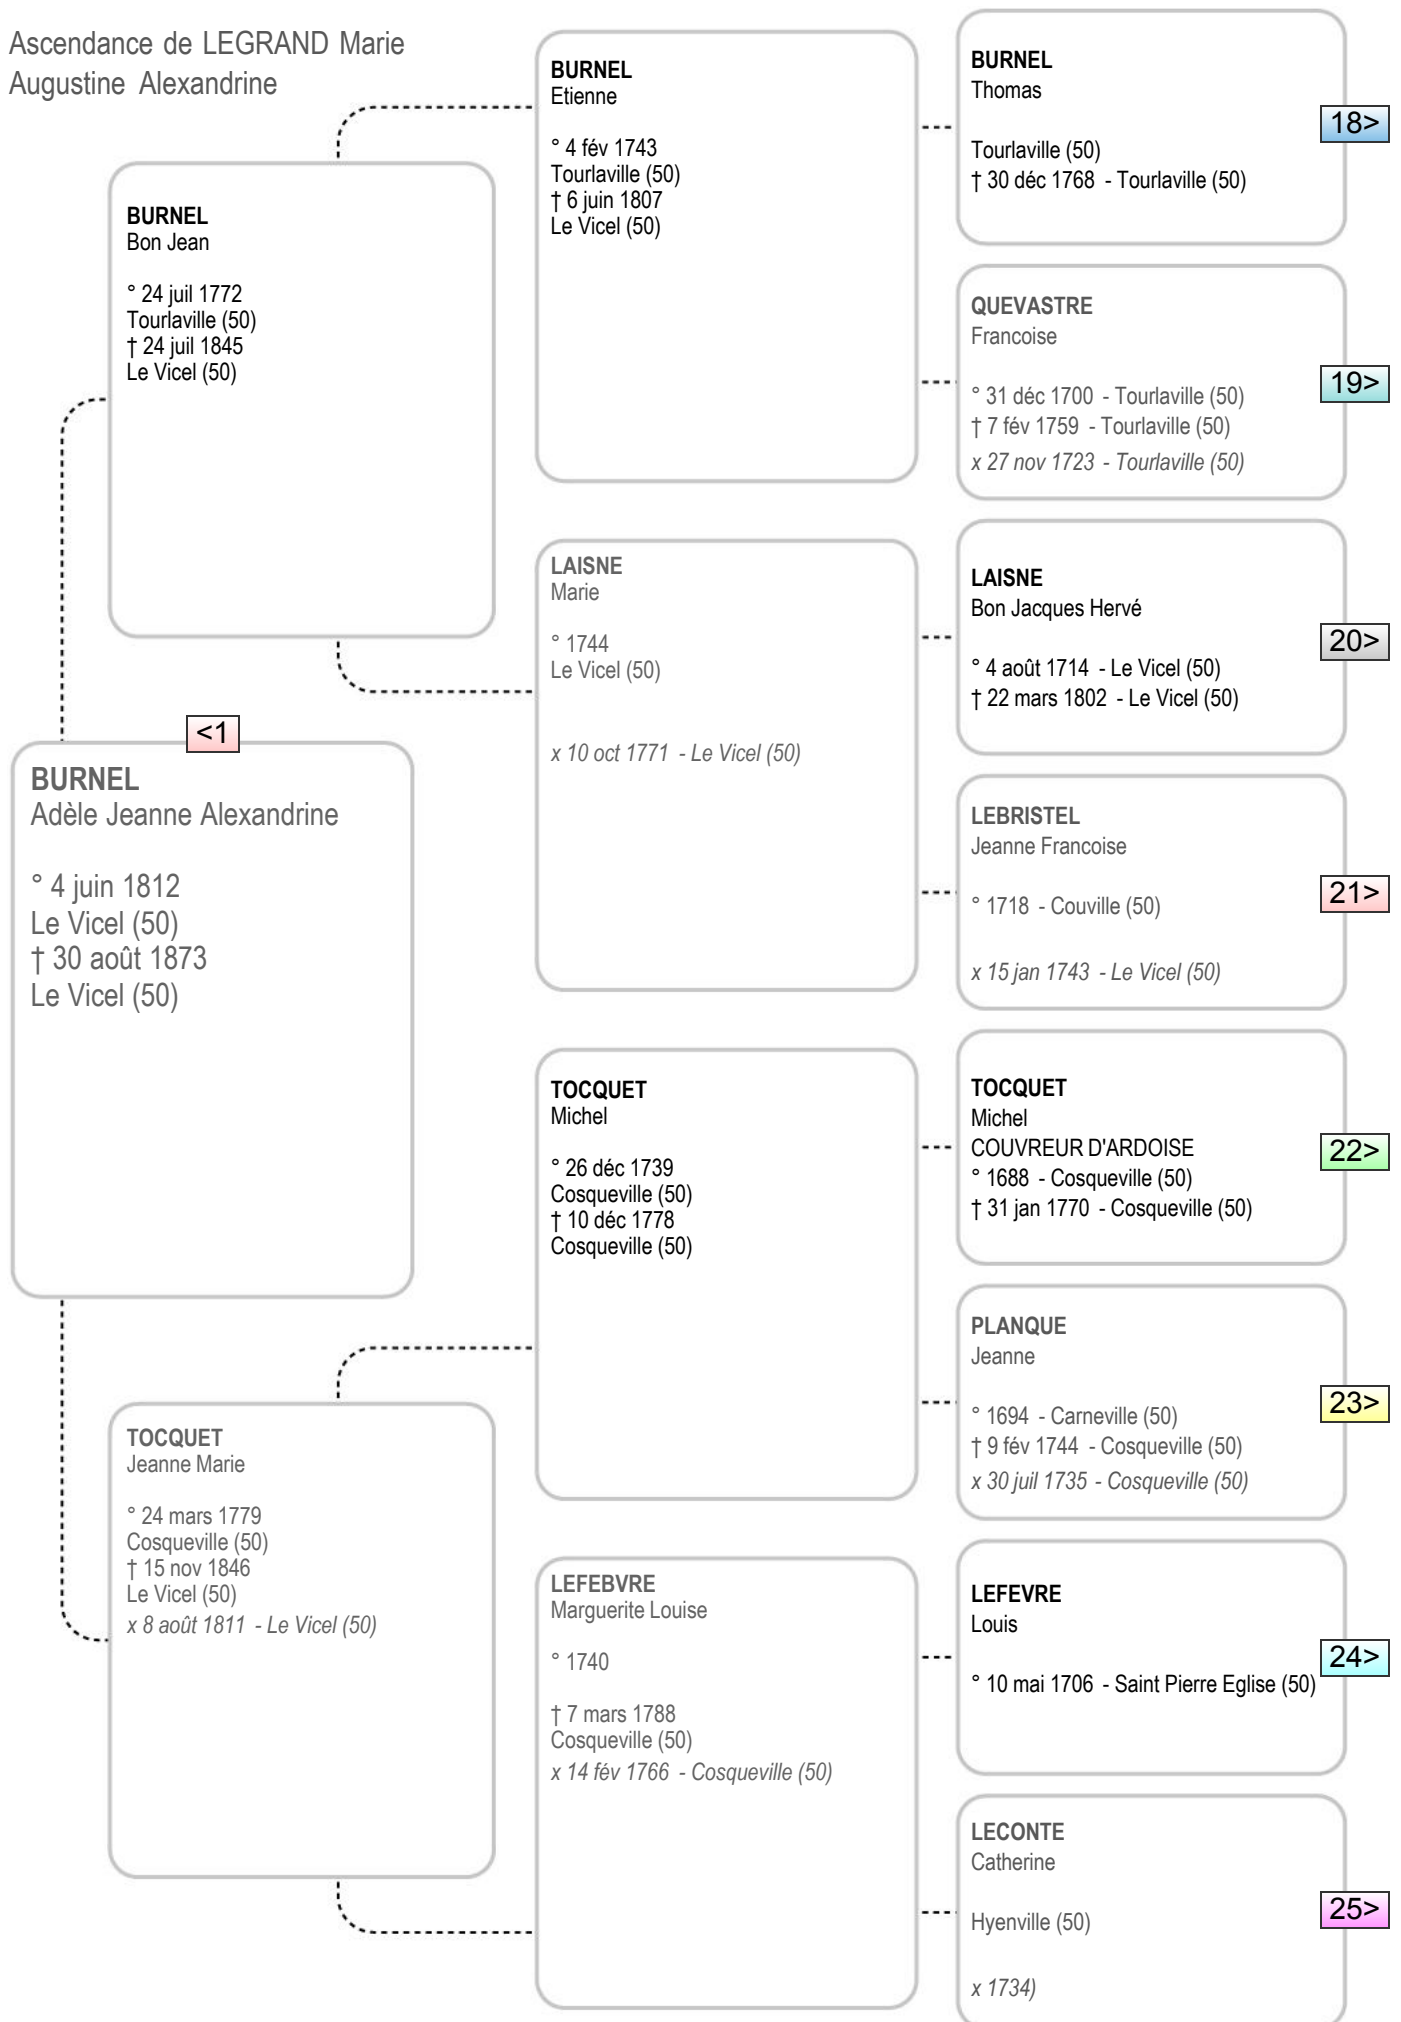 Ascendance de LEGRAND Marie
Augustine Alexandrine
<1
BURNEL
Adèle Jeanne Alexandrine
° 4 juin 1812
Le Vicel (50)
† 30 août 1873
Le Vicel (50)
BURNEL
Bon Jean
° 24 juil 1772
Tourlaville (50)
† 24 juil 1845
Le Vicel (50)
TOCQUET
Jeanne Marie
° 24 mars 1779
Cosqueville (50)
† 15 nov 1846
Le Vicel (50)
x 8 août 1811 - Le Vicel (50)
BURNEL
Etienne
° 4 fév 1743
Tourlaville (50)
† 6 juin 1807
Le Vicel (50)
LAISNE
Marie
° 1744
Le Vicel (50)
x 10 oct 1771 - Le Vicel (50)
TOCQUET
Michel
° 26 déc 1739
Cosqueville (50)
† 10 déc 1778
Cosqueville (50)
LEFEBVRE
Marguerite Louise
° 1740
† 7 mars 1788
Cosqueville (50)
x 14 fév 1766 - Cosqueville (50)
BURNEL
Thomas
Tourlaville (50)
† 30 déc 1768 - Tourlaville (50)
18>
QUEVASTRE
Francoise
° 31 déc 1700 - Tourlaville (50)
† 7 fév 1759 - Tourlaville (50)
x 27 nov 1723 - Tourlaville (50)
19>
LAISNE
Bon Jacques Hervé
° 4 août 1714 - Le Vicel (50)
† 22 mars 1802 - Le Vicel (50)
20>
LEBRISTEL
Jeanne Francoise
° 1718 - Couville (50)
x 15 jan 1743 - Le Vicel (50)
21>
TOCQUET
Michel
COUVREUR D'ARDOISE
° 1688 - Cosqueville (50)
† 31 jan 1770 - Cosqueville (50)
22>
PLANQUE
Jeanne
° 1694 - Carneville (50)
† 9 fév 1744 - Cosqueville (50)
x 30 juil 1735 - Cosqueville (50)
23>
LEFEVRE
Louis
° 10 mai 1706 - Saint Pierre Eglise (50)
24>
LECONTE
Catherine
Hyenville (50)
x 1734)
25>